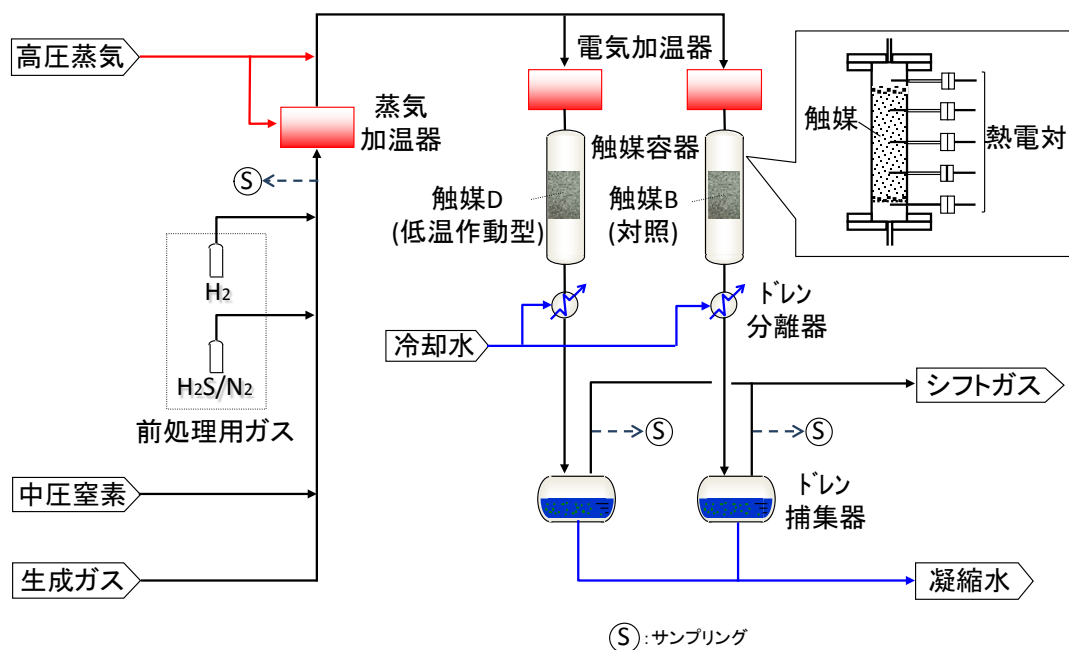 高圧蒸気
蒸気
加温器
電気加温器
触媒
熱電対
触媒容器
触媒D
(低温作動型)
触媒B
(対照)
S
H2
H2S/N2
前処理用ガス
冷却水
ドレン
分離器
シフトガス
S
S
中圧窒素
ドレン
捕集器
生成ガス
凝縮水
S:サンプリング